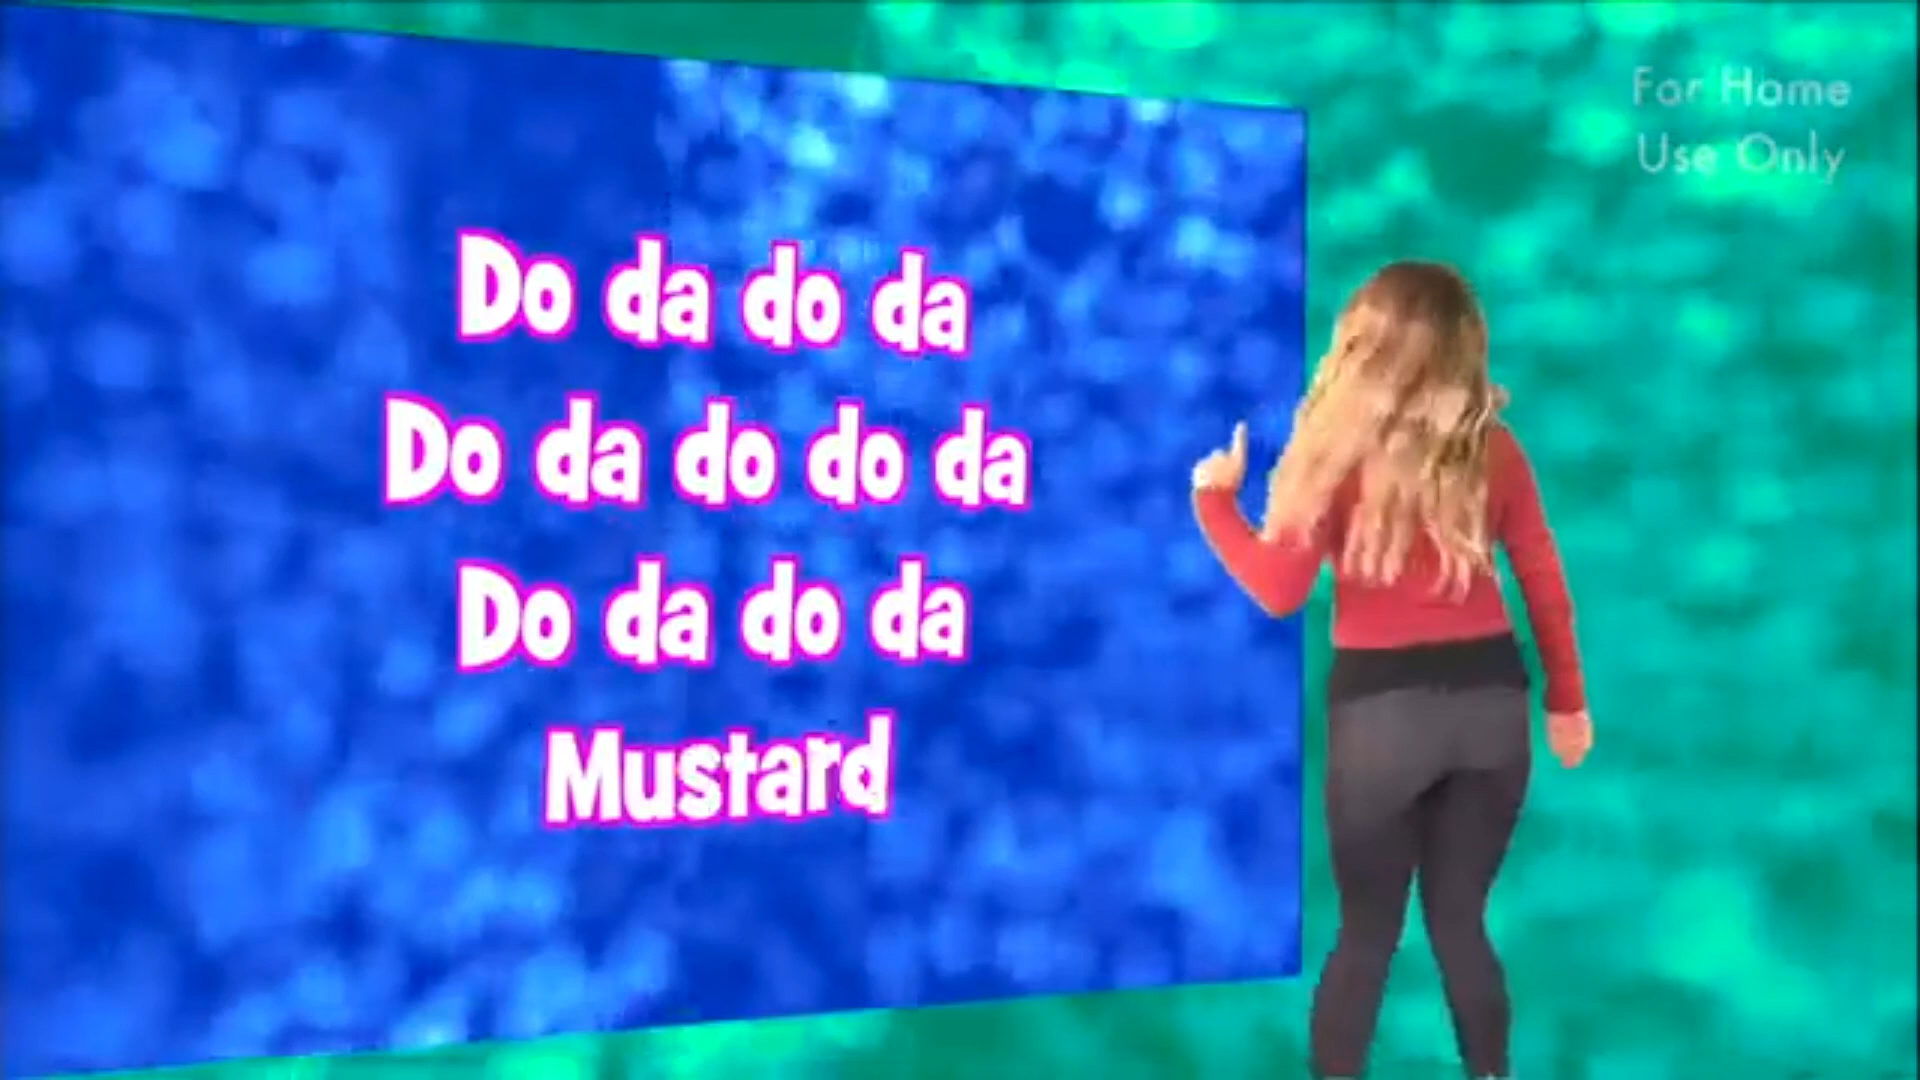 For Home
Use Only
Do da do da
Do da do do da
Do da do da
Mustard